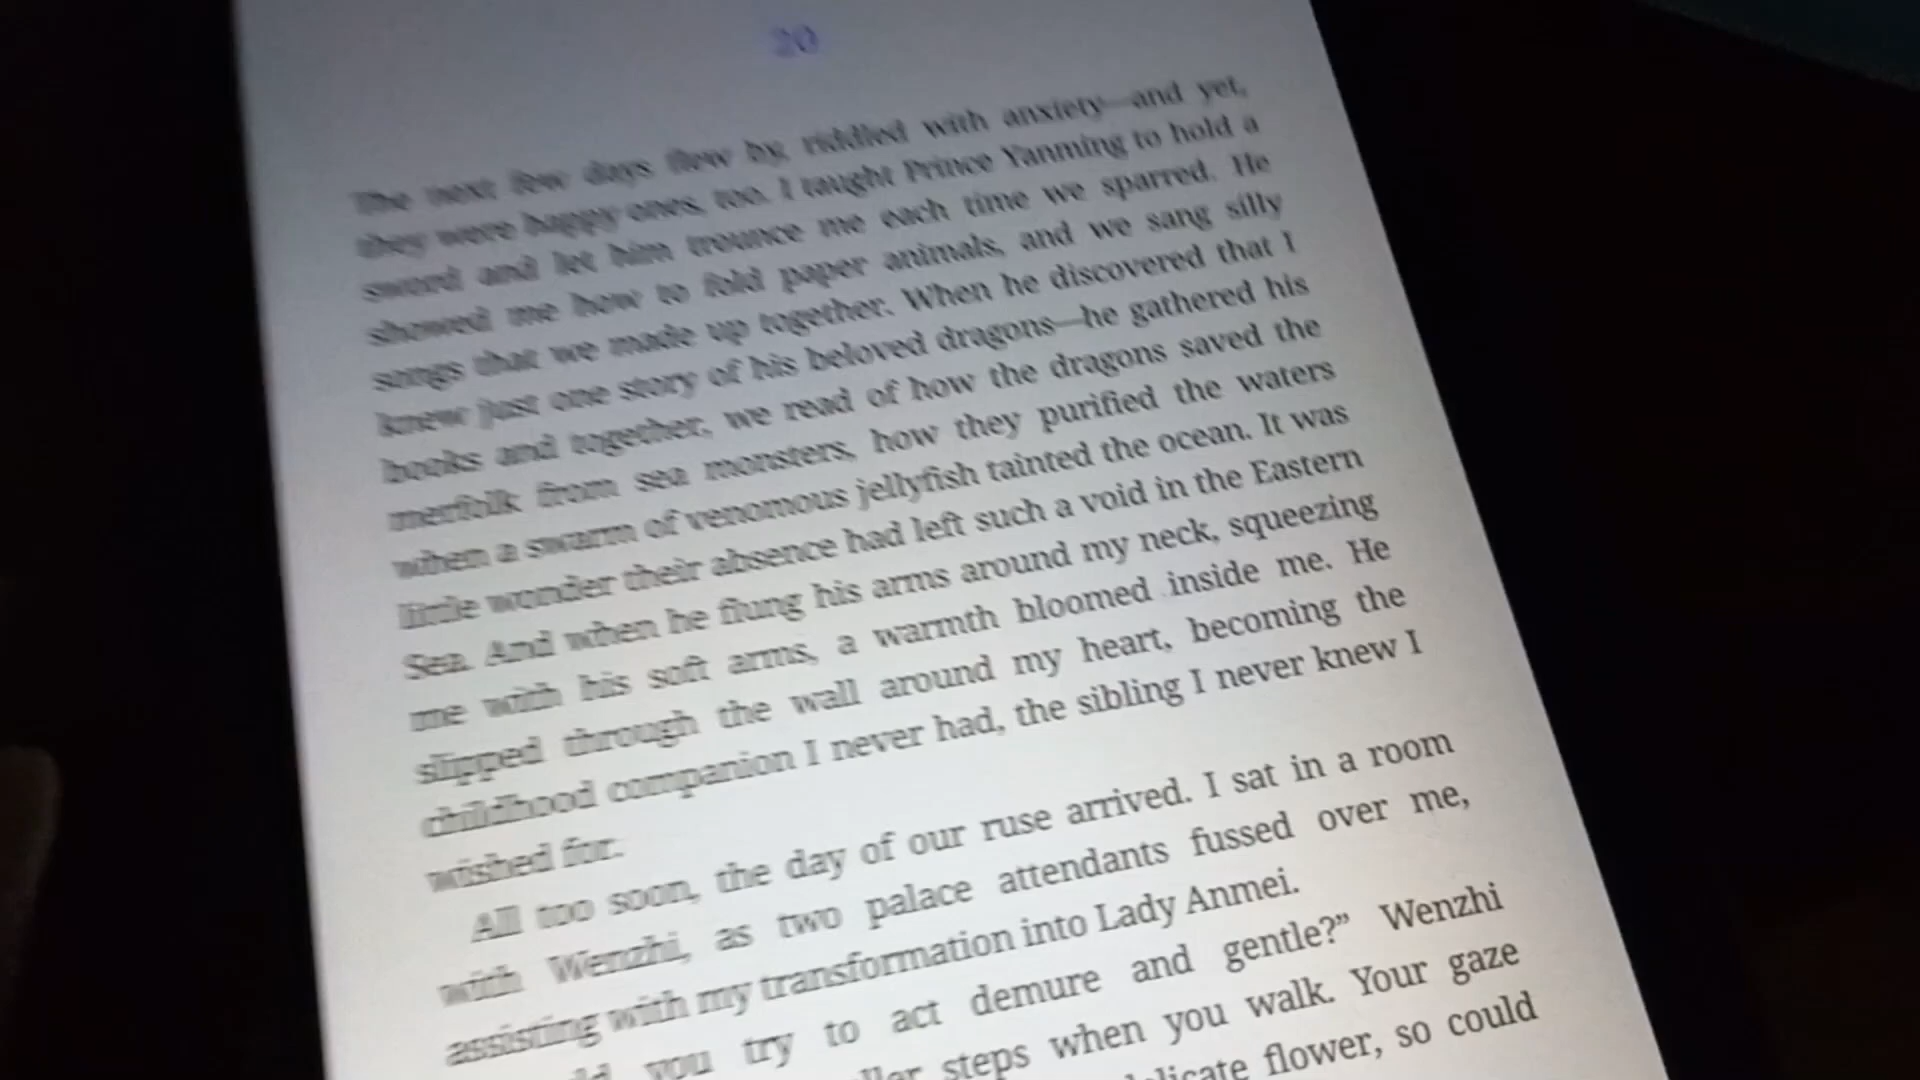 20
The next few days flew by, riddled with anxiety—and yet,
they were happy ones, too. I taught Prince Yanming to hold a
sword and let him trounce me each time we sparred. He
showed me how to fold paper animals, and we sang silly
songs that we made up together. When he discovered that I
knew just one story of his beloved dragons—he gathered his
books and together, we read of how the dragons saved the
merfolk from sea monsters, how they purified the waters
when a swarm of venomous jellyfish tainted the ocean. It was
little wonder their absence had left such a void in the Eastern
Sea. And when he flung his arms around my neck, squeezing
me with his soft arms, a warmth bloomed inside me. He
slipped through the wall around my heart, becoming the
childhood companion I never had, the sibling I never knew I
wished for.
All too soon, the day of our ruse arrived. I sat in a room
with Wenzhi, as two palace attendants fussed over me,
assisting with my transformation into Lady Anmei.
you try to act demure and gentle?” Wenzhi
steps when you walk. Your gaze
flower, so could